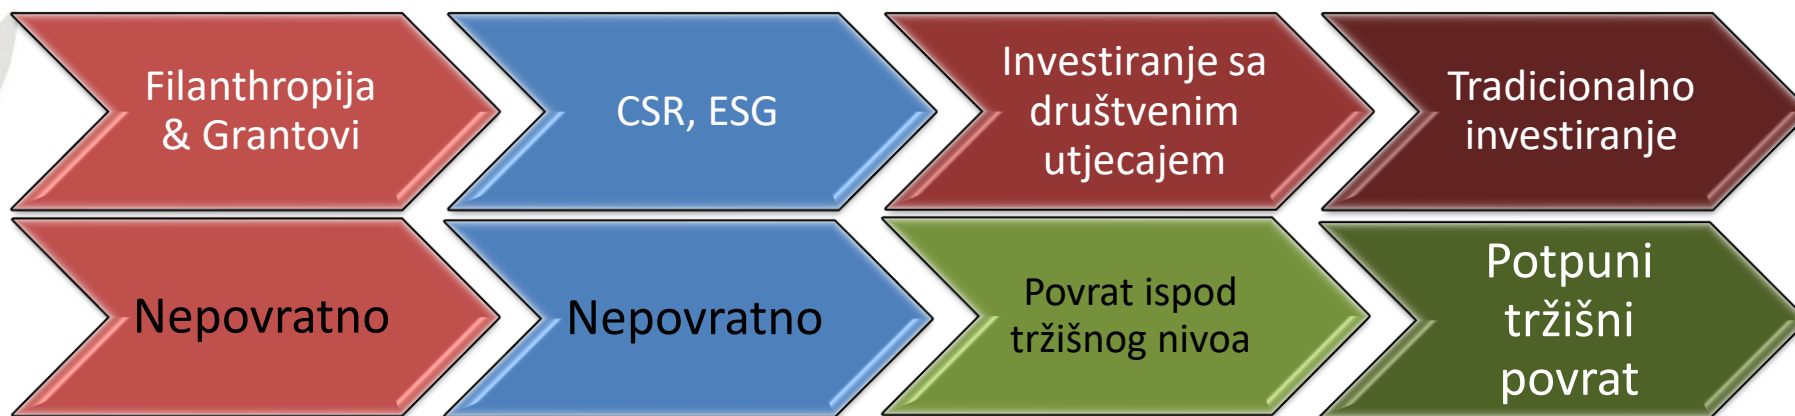 Filanthropija
& Grantovi
CSR, ESG
Investiranje sa
društvenim
utjecajem
Tradicionalno
investiranje
Nepovratno
Nepovratno
Povrat ispod
tržišnog nivoa
Potpuni
tržišni
povrat